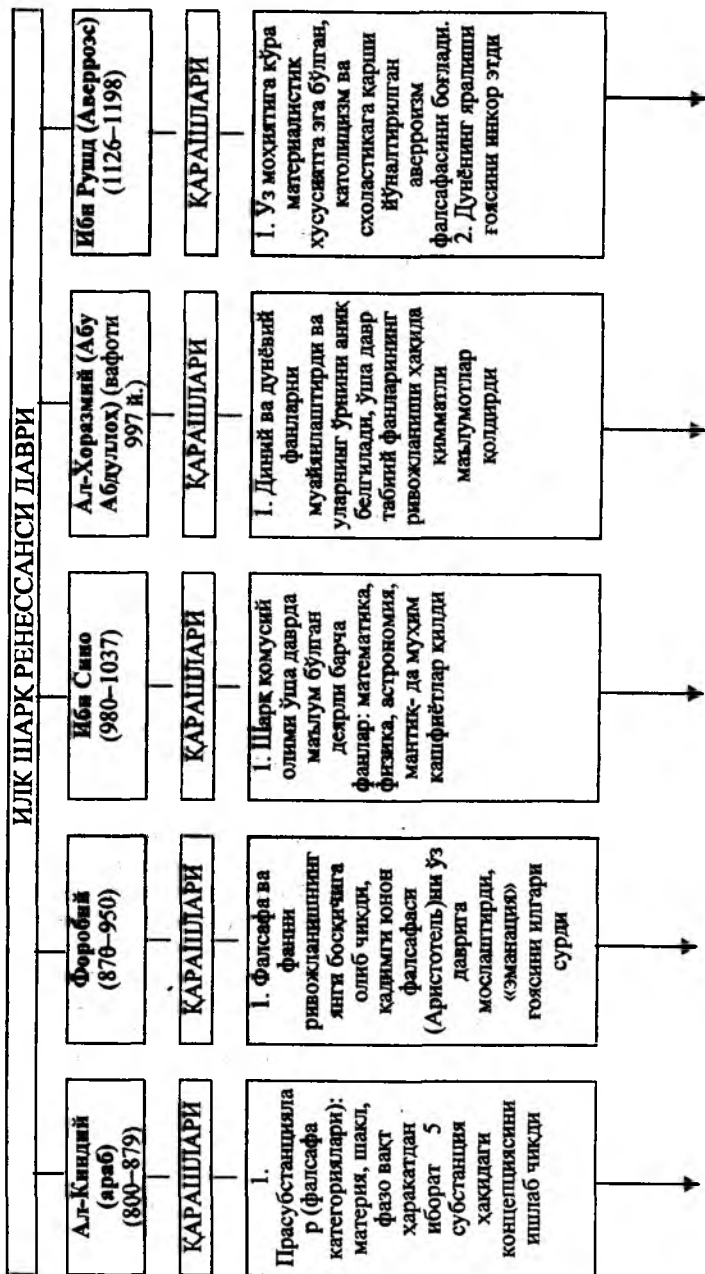 ИЛК ШАРҚ РЕНЕССАНСИ ДАВРИ
Ал-Киндий
(араб)
(800–879)
ҚАРАШЛАРИ
1.
Прасубстанцияла
р (фалсафа
категориялари):
материя, шакл,
фазо вақт
ҳаракатдан
иборат 5
субстанция
ҳақидаги
концепциясини
ишлаб чиқди
Форобий
(870–950)
ҚАРАШЛАРИ
1. Фалсафа ва
фанни
ривожланишнинг
янги босқичига
олиб чиқди,
қадимги юнон
фалсафаси
(Аристотель)ни ўз
даврига
мослаштирди,
«эманация»
ғоясини илгари
сурди
Ибн Сино
(980–1037)
ҚАРАШЛАРИ
1. Шарқ қомусий
олими ўша даврда
маълум бўлган
деярли барча
фанлар: математика,
физика, астрономия,
мантиқ- да муҳим
кашфиётлар қилди
Ал-Хоразмий (Абу
Абдуллоҳ) (вафоти
997 й.)
ҚАРАШЛАРИ
1. Диний ва дунёвий
фанларни
муайянлаштирди ва
уларнинг ўрнини аниқ
белгилади, ўша давр
табиий фанларининг
ривожланиши ҳақида
қимматли
маълумотлар
қолдирди
Ибн Рушд (Аверроэс)
(1126–1198)
ҚАРАШЛАРИ
1. Ўз моҳиятига кўра
материалистик
хусусиятга эга бўлган,
католицизм ва
схоластикага қарши
йўналтирилган
аверроизм
фалсафасини боғлади.
2. Дунёнинг яралиши
ғоясини инкор этди